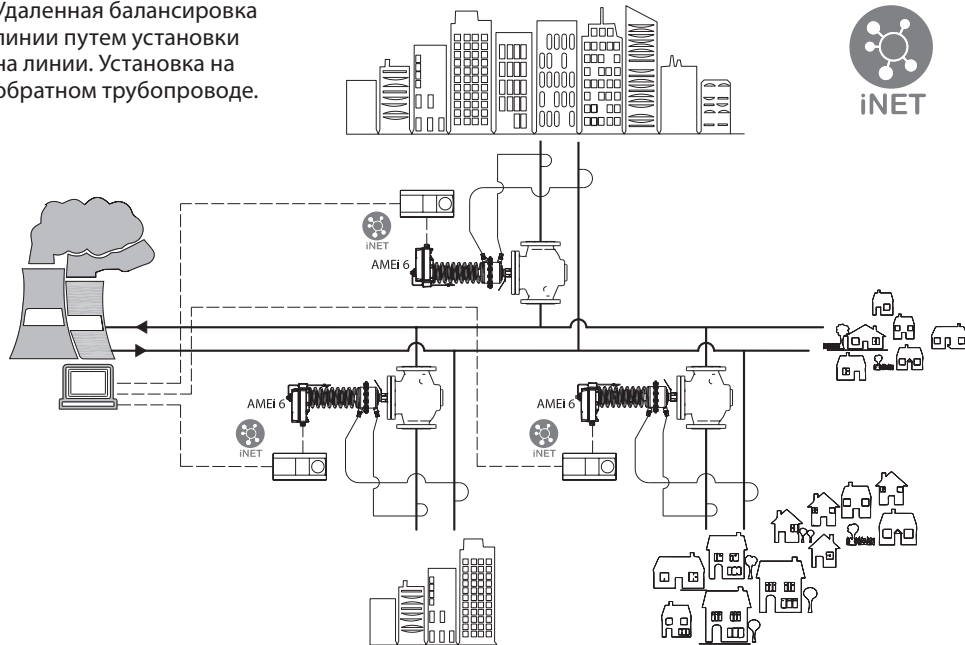 Удаленная балансировка
линии путем установки
на линии. Установка на
обратном трубопроводе.
iNET
iNET
AMEi 6
AMEi 6
AMEi 6
iNET
iNET